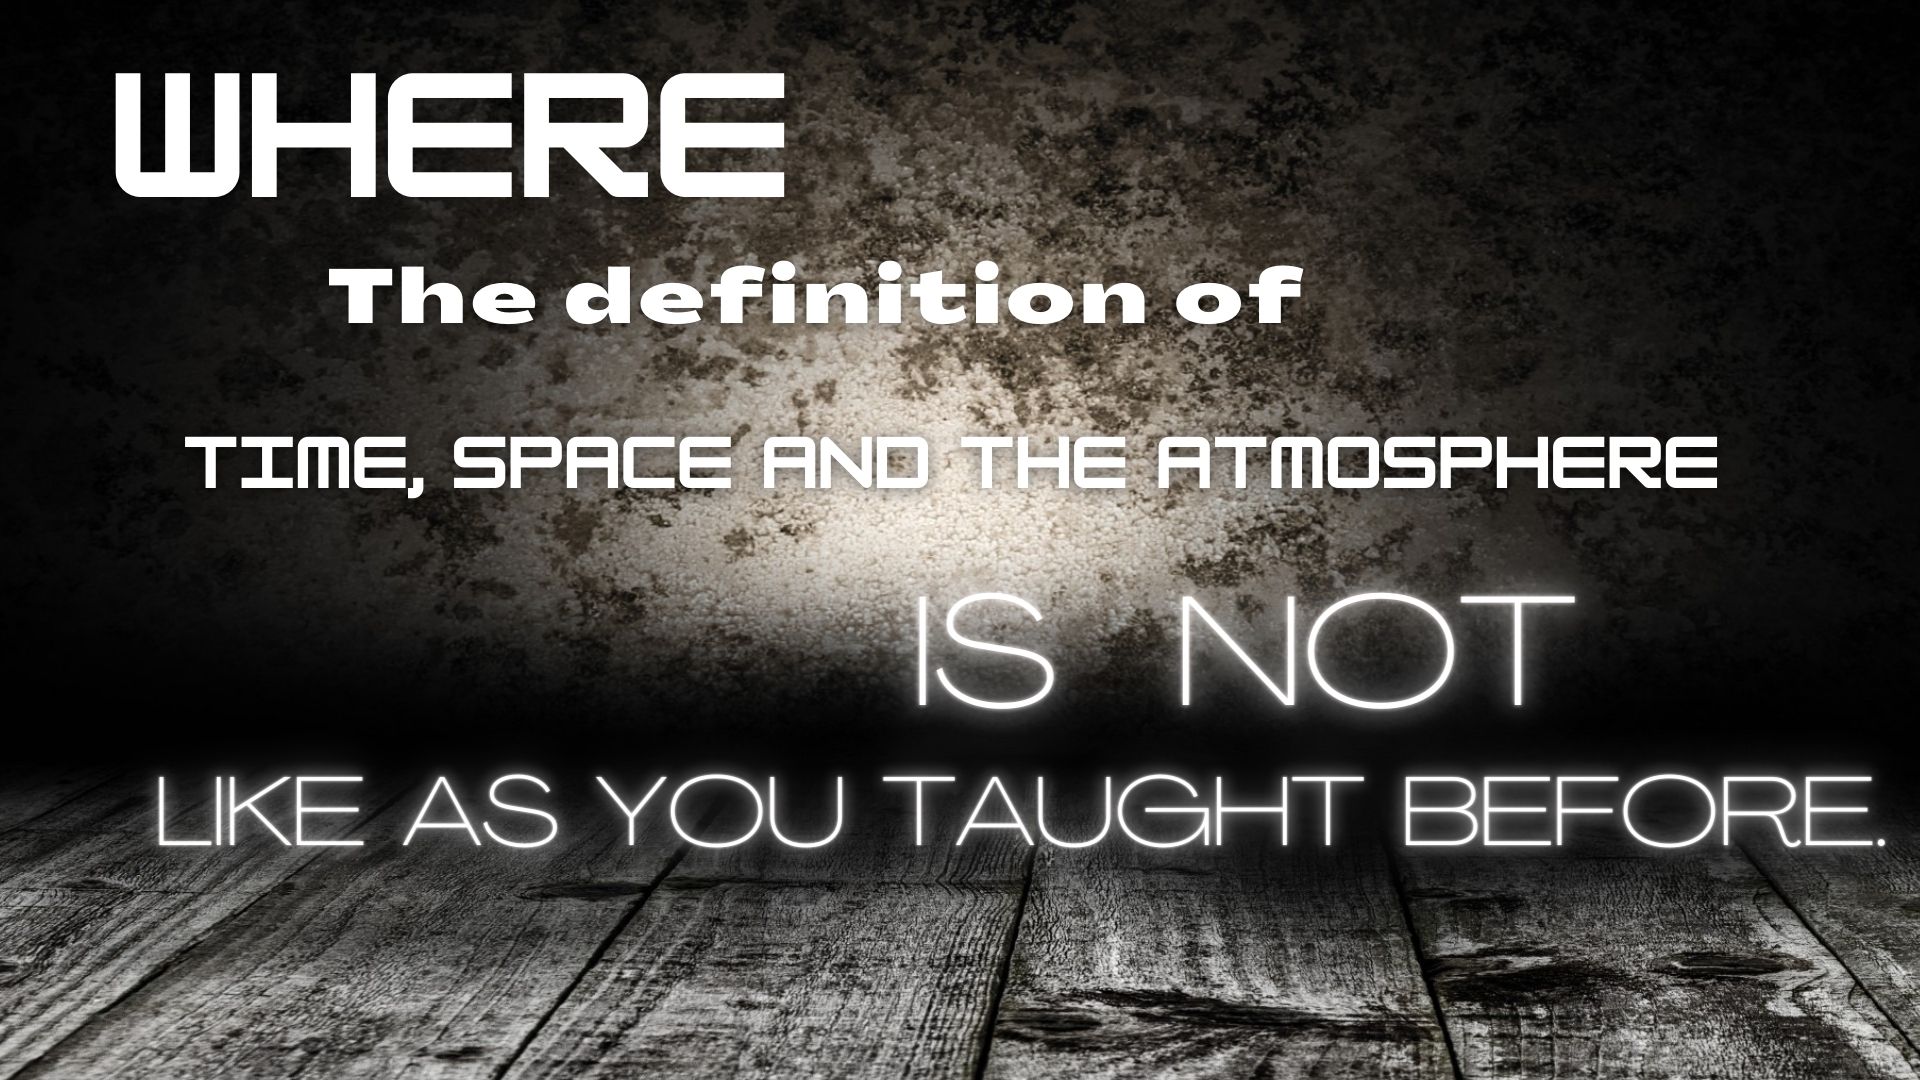 WHERE
The definition of
TIME, SPACE AND THE ATMOSPHERE
IS NOT
LIKE AS YOU TAUGHT BEFORE.